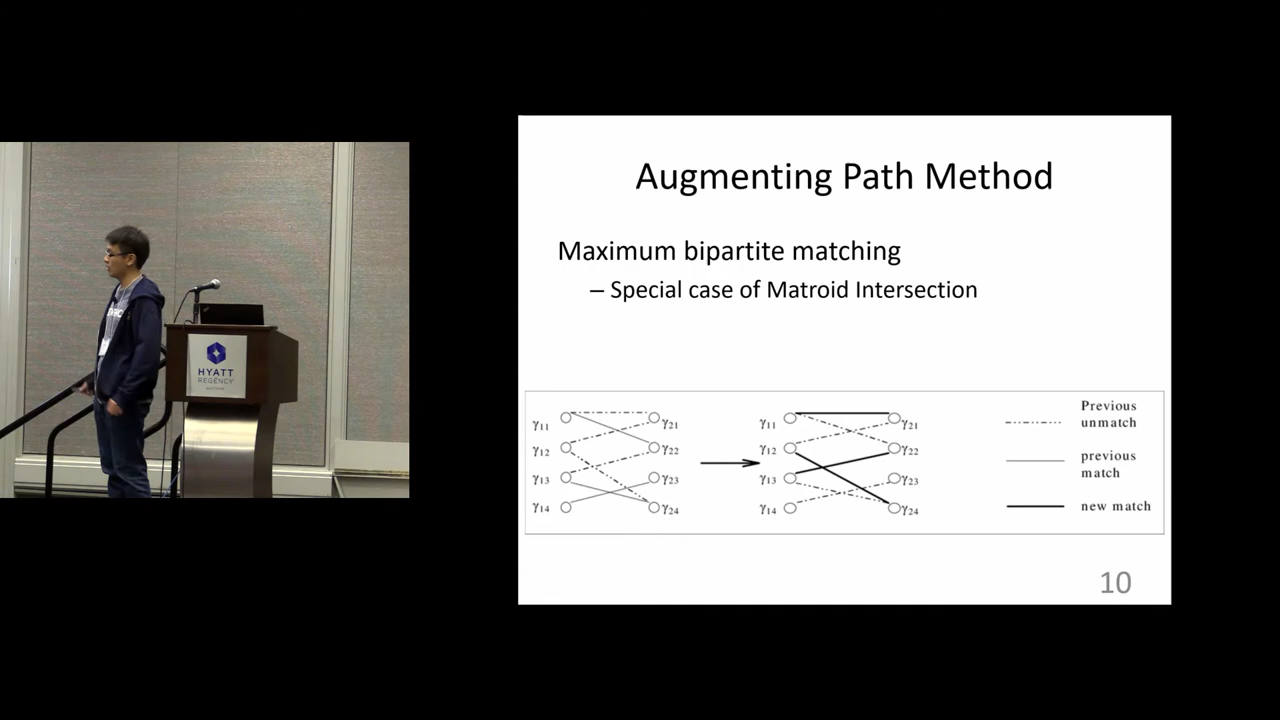 Augmenting Path Method
Maximum bipartite matching
– Special case of Matroid Intersection
γ11
γ21
γ12
γ22
γ13
γ23
γ14
γ24
γ11
γ21
γ12
γ22
γ13
γ23
γ14
γ24
Previous
unmatch
previous
match
new match
10
HYATT
REGENCY